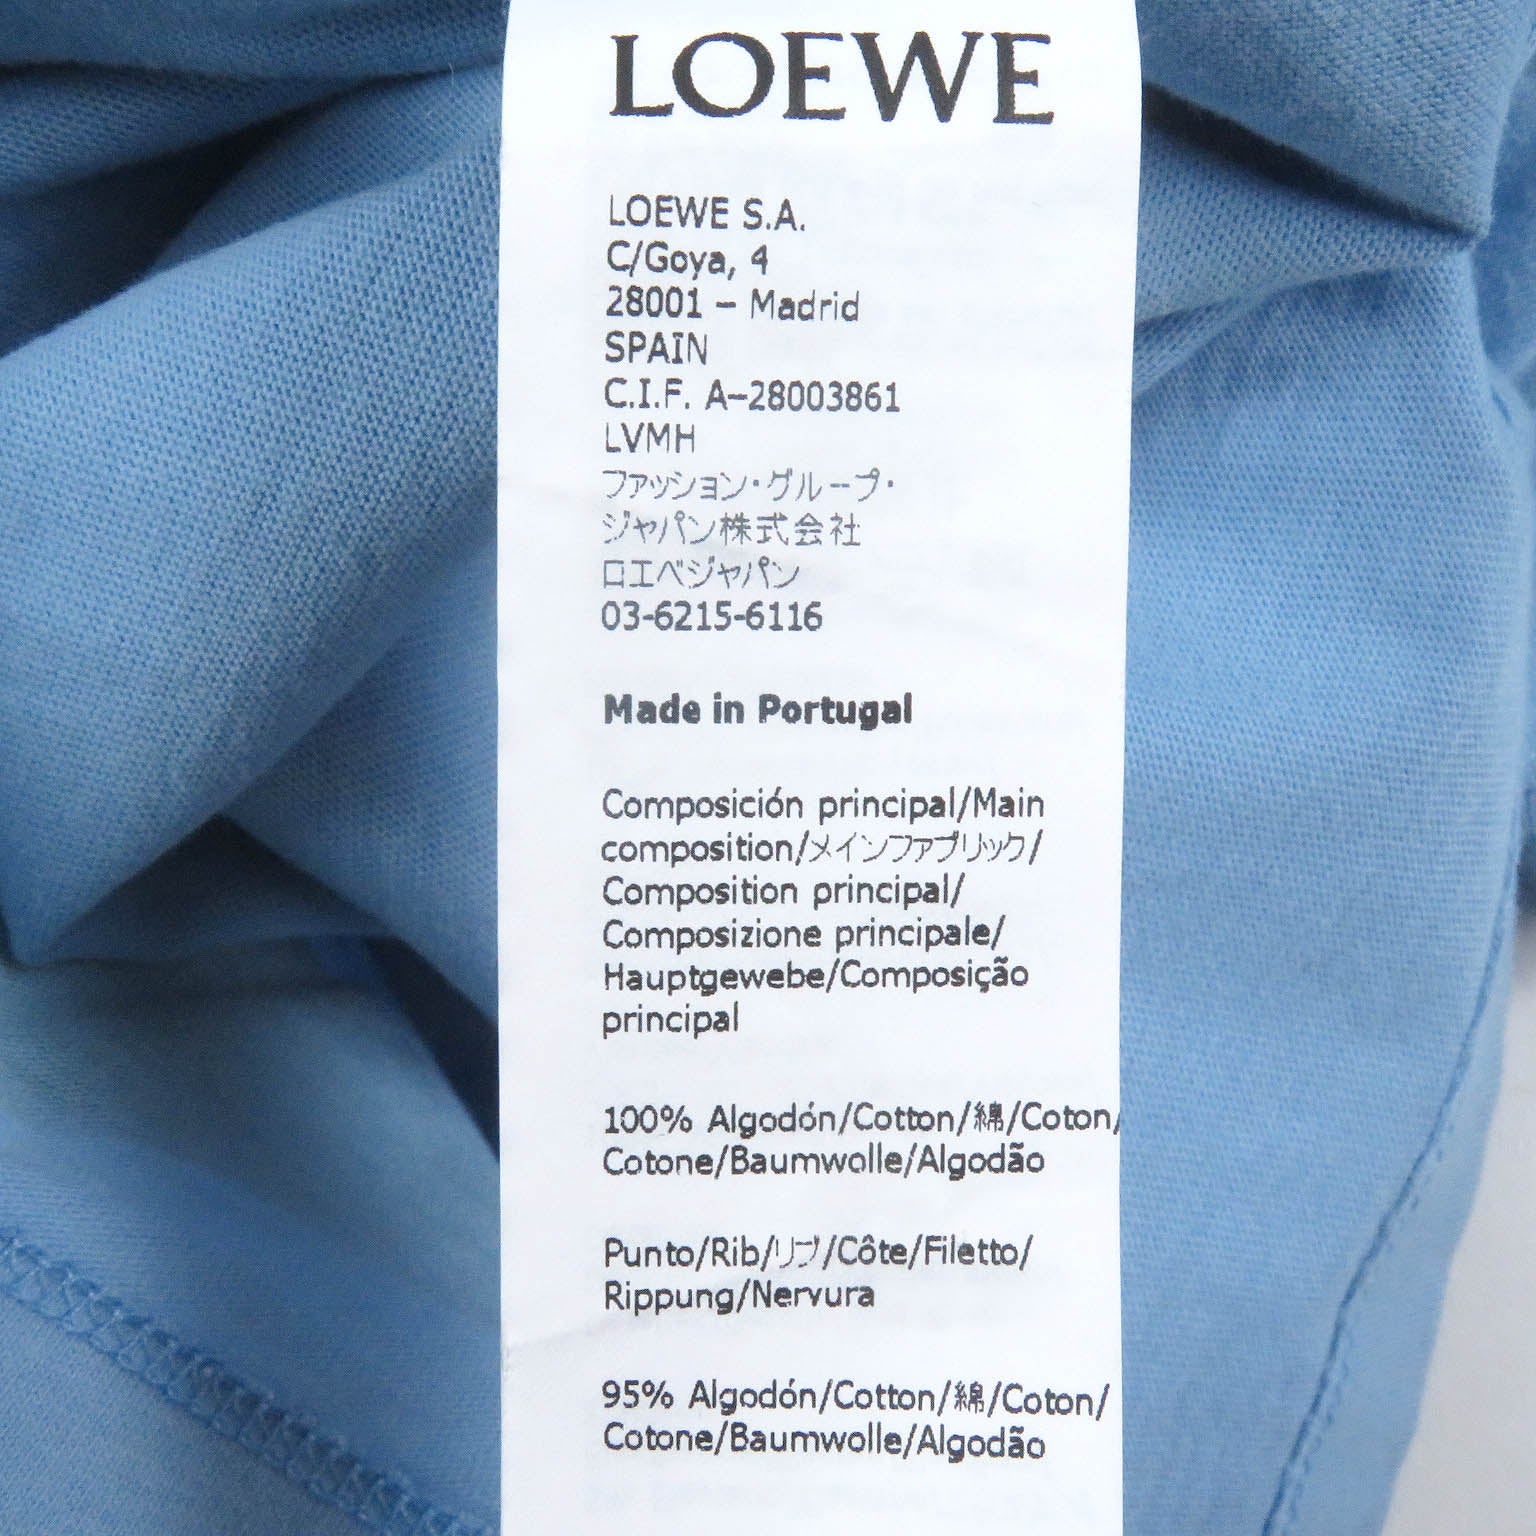 LOEWE
LOEWE S.A.
C/Goya, 4
28001 – Madrid
SPAIN
C.I.F. A–28003861
LVMH
ファッション・グループ・
ジャパン株式会社
ロエベジャパン
03-6215-6116
Made in Portugal
Composición principal/Main
composition/メインファブリック/
Composition principal/
Composizione principale/
Hauptgewebe/Composição
principal
100% Algodón/Cotton/綿/Coton/
Cotone/Baumwolle/Algodão
Punto/Rib/リブ/Côte/Filetto/
Rippung/Nervura
95% Algodón/Cotton/綿/Coton/
Cotone/Baumwolle/Algodão